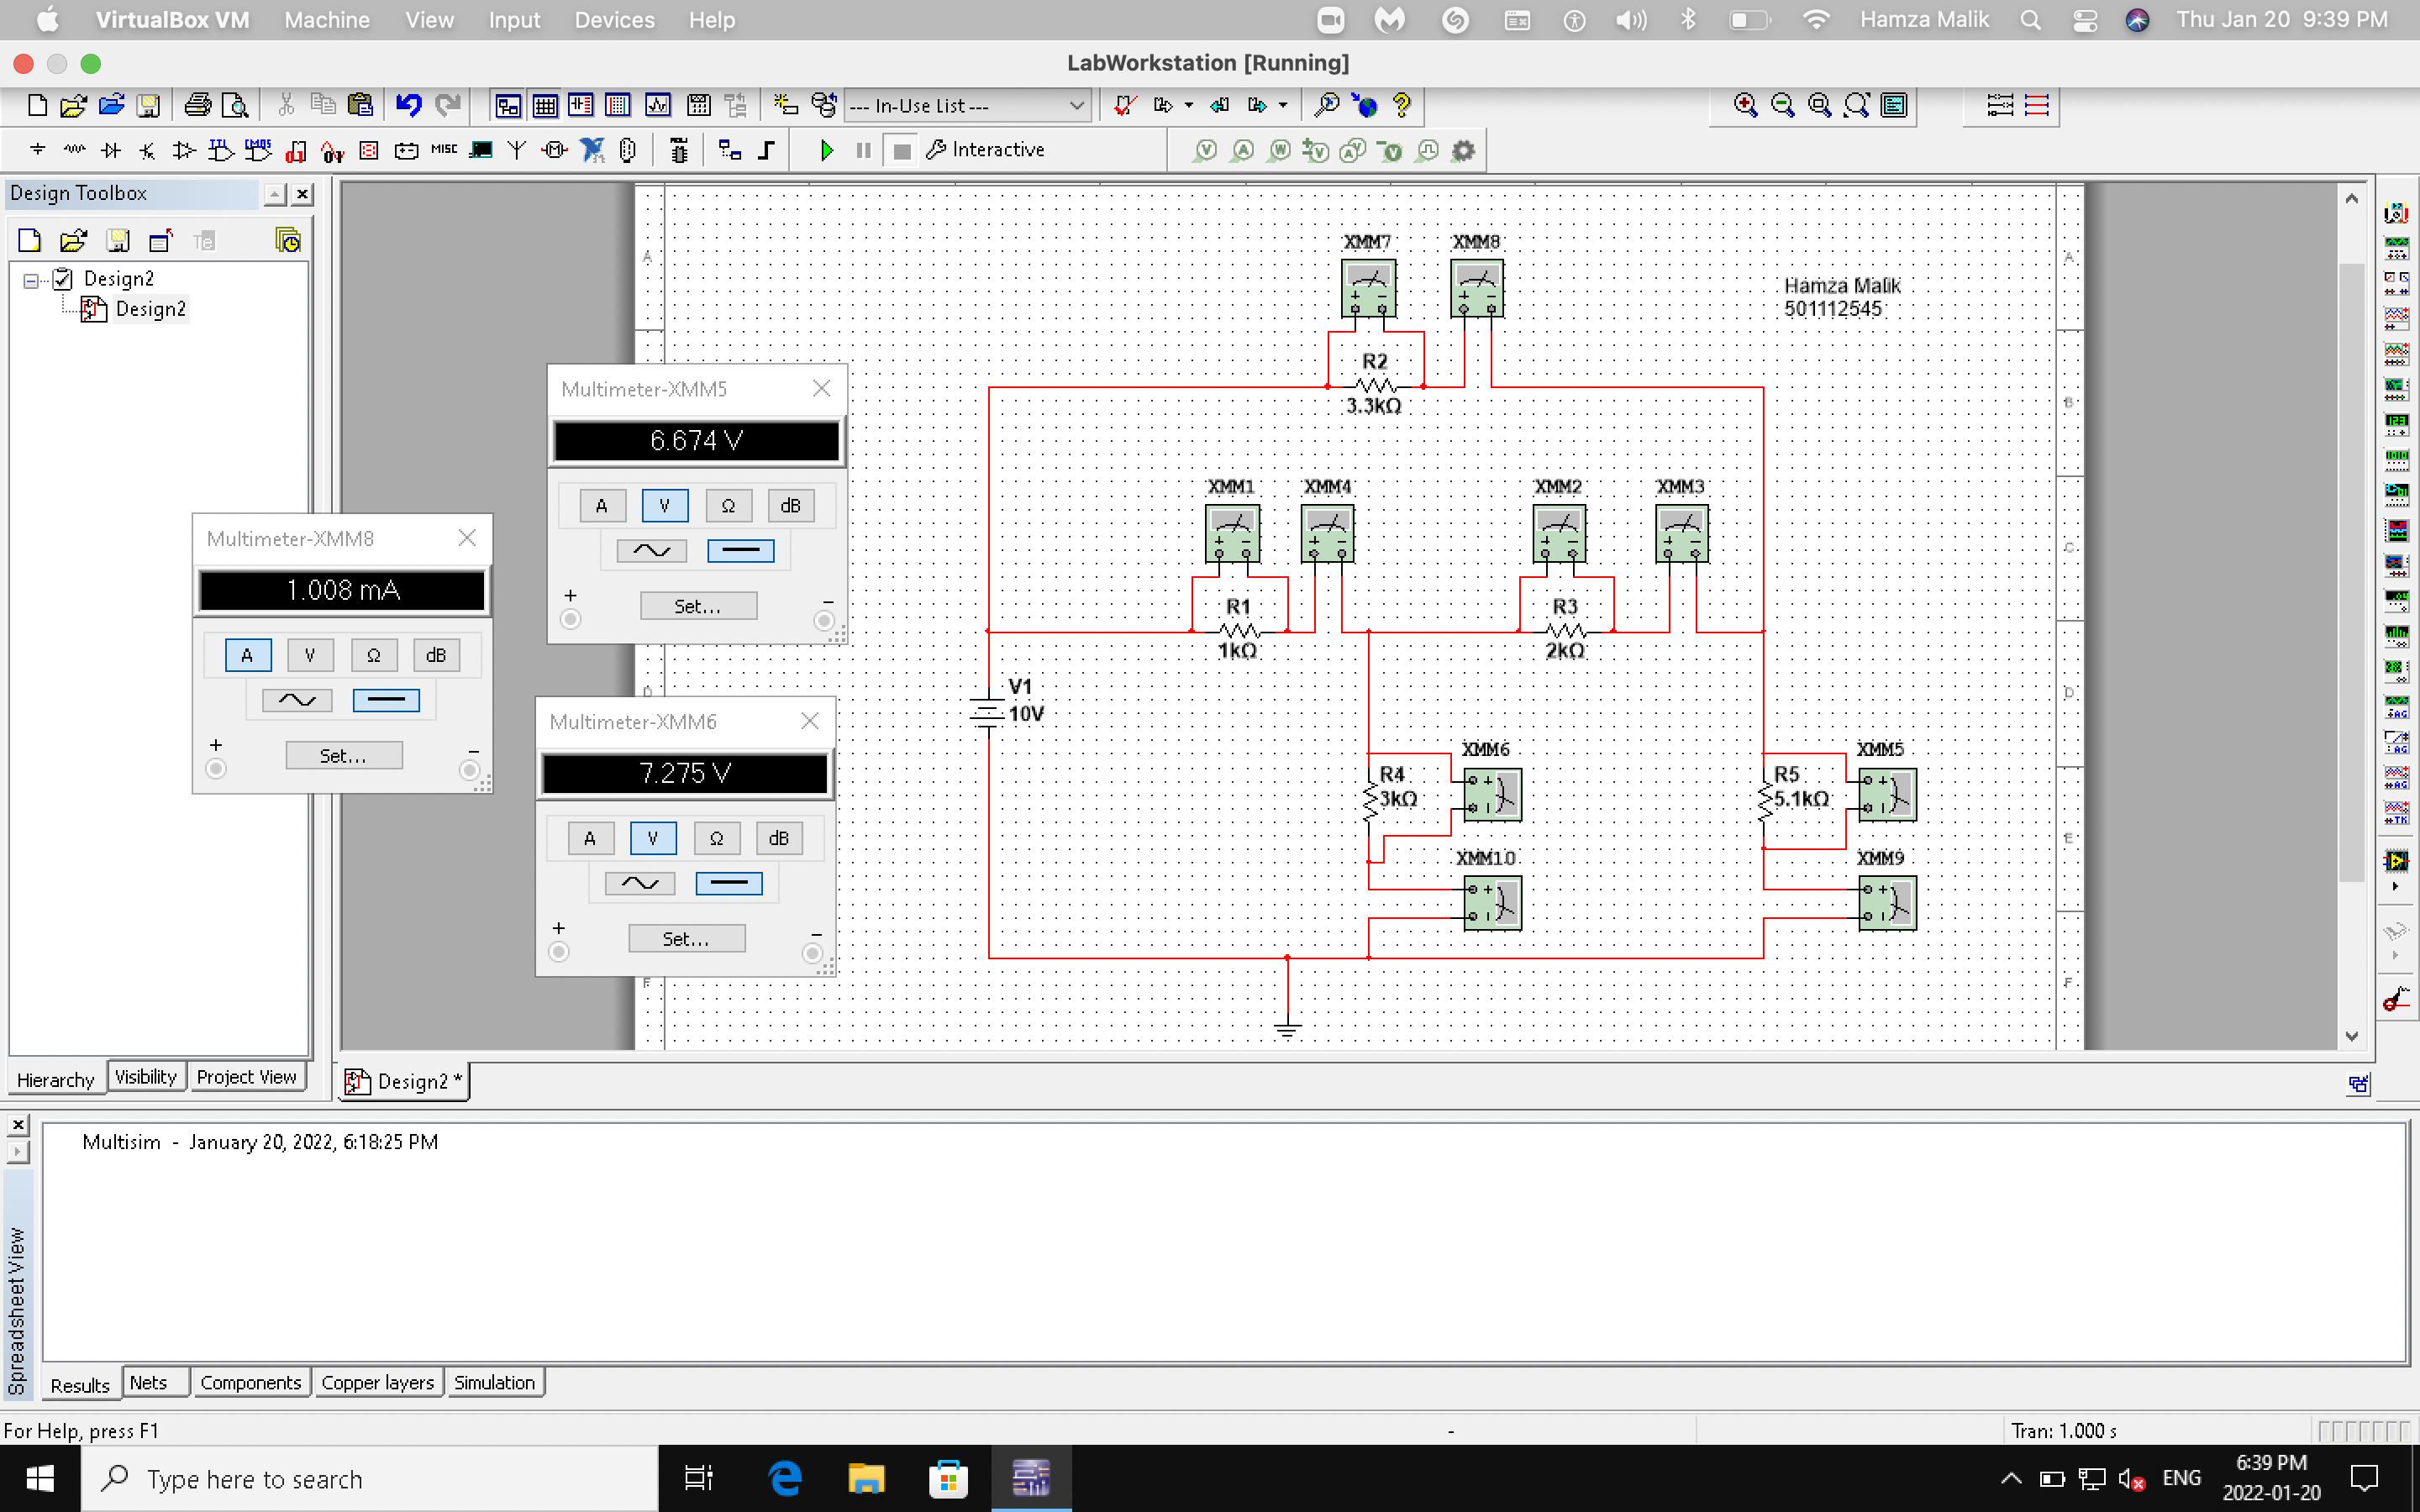 VirtualBox VM Machine View Input Devices Help Hamza Malik Thu Jan 20 9:39 PM
LabWorkstation [Running]
--- In-Use List ---
MISC Interactive
Design Toolbox
Design2
Design2
XMM7 XMM8
Hamza Malik
501112545
R2
3.3kΩ
Multimeter-XMM5
6.674 V
A V Ω dB
+ Set... −
XMM1 XMM4 XMM2 XMM3
R1 R3
1kΩ 2kΩ
Multimeter-XMM8
1.008 mA
A V Ω dB
+ Set... −
V1
10V
Multimeter-XMM6
7.275 V
A V Ω dB
+ Set... −
XMM6 XMM5
R4 R5
3kΩ 5.1kΩ
XMM10 XMM9
A B C D E F
Hierarchy Visibility Project View
Design2 *
Multisim - January 20, 2022, 6:18:25 PM
Spreadsheet View
Results Nets Components Copper layers Simulation
For Help, press F1 - Tran: 1.000 s
Type here to search
ENG
6:39 PM
2022-01-20